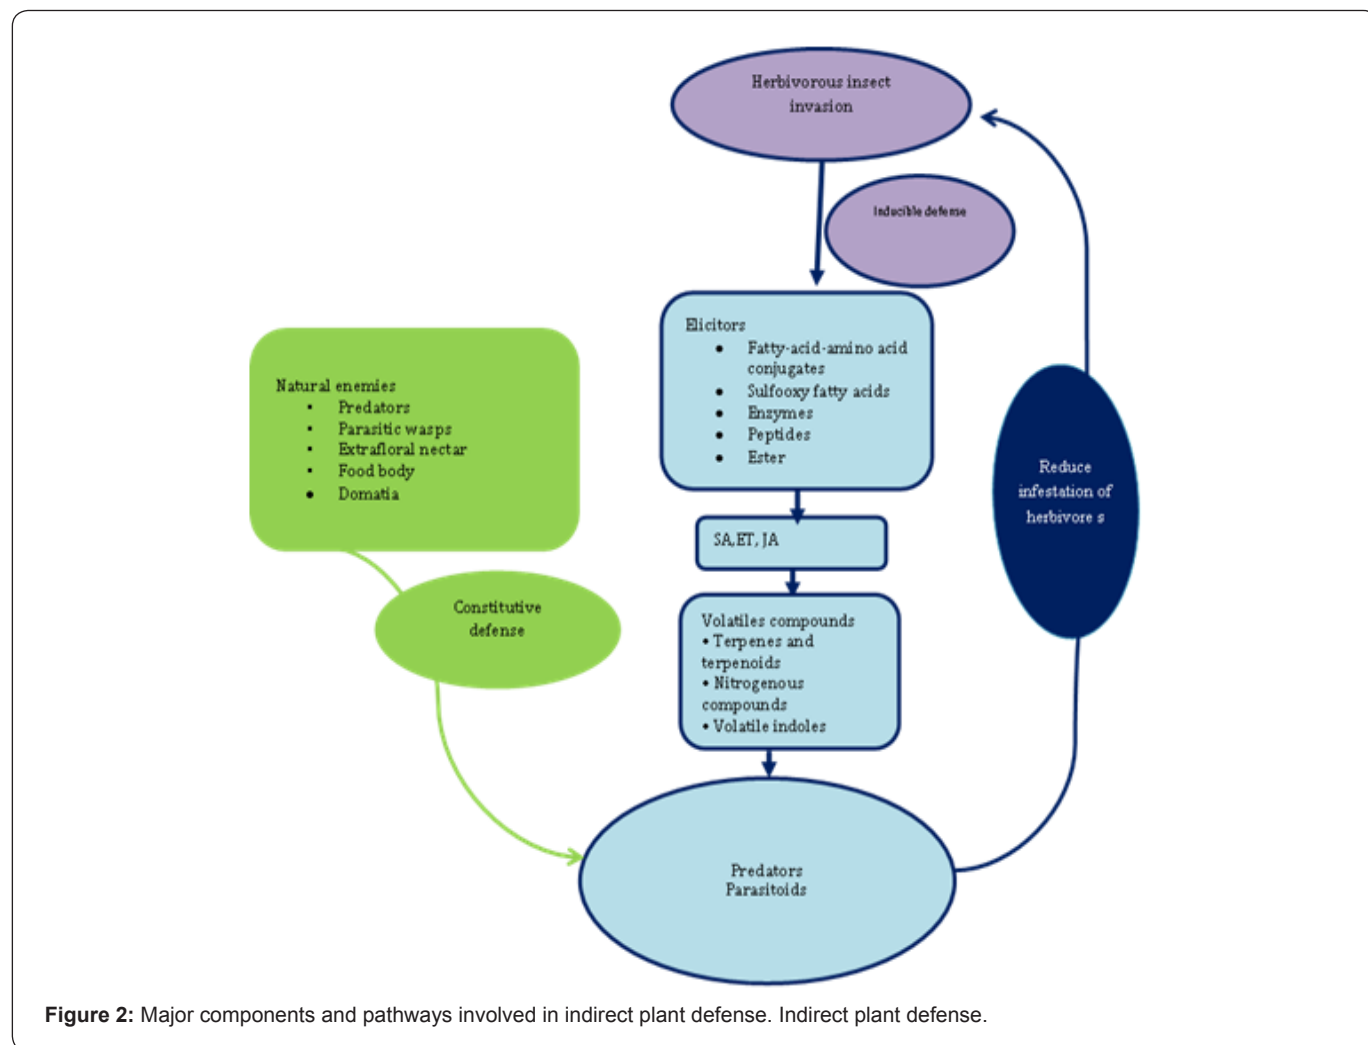 Herbivorous insect
invasion
Inducible defense
Elicitors
● Fatty-acid-amino acid
conjugates
● Sulfooxy fatty acids
● Enzymes
● Peptides
● Ester
Natural enemies
• Predators
• Parasitic wasps
• Extrafloral nectar
• Food body
● Domatia
Reduce
infestation of
herbivore s
SA,ET, JA
Constitutive
defense
Volatiles compounds
• Terpenes and
terpenoids
• Nitrogenous
compounds
• Volatile indoles
Predators
Parasitoids
Figure 2: Major components and pathways involved in indirect plant defense. Indirect plant defense.